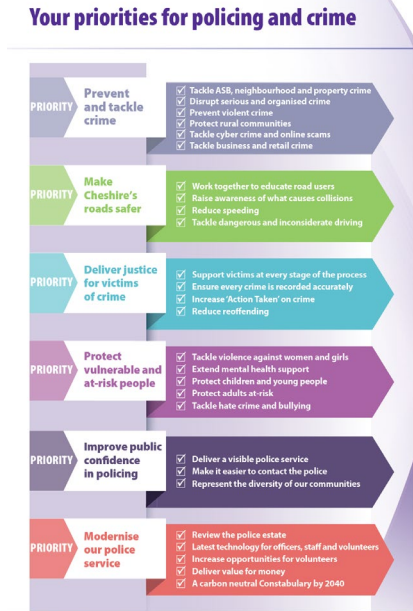 Your priorities for policing and crime
PRIORITY
Prevent
and tackle
crime
Tackle ASB, neighbourhood and property crime
Disrupt serious and organised crime
Prevent violent crime
Protect rural communities
Tackle cyber crime and online scams
Tackle business and retail crime
PRIORITY
Make
Cheshire's
roads safer
Work together to educate road users
Raise awareness of what causes collisions
Reduce speeding
Tackle dangerous and inconsiderate driving
PRIORITY
Deliver justice
for victims
of crime
Support victims at every stage of the process
Ensure every crime is recorded accurately
Increase 'Action Taken' on crime
Reduce reoffending
PRIORITY
Protect
vulnerable and
at-risk people
Tackle violence against women and girls
Extend mental health support
Protect children and young people
Protect adults at-risk
Tackle hate crime and bullying
PRIORITY
Improve public
confidence
in policing
Deliver a visible police service
Make it easier to contact the police
Represent the diversity of our communities
PRIORITY
Modernise
our police
service
Review the police estate
Latest technology for officers, staff and volunteers
Increase opportunities for volunteers
Deliver value for money
A carbon neutral Constabulary by 2040